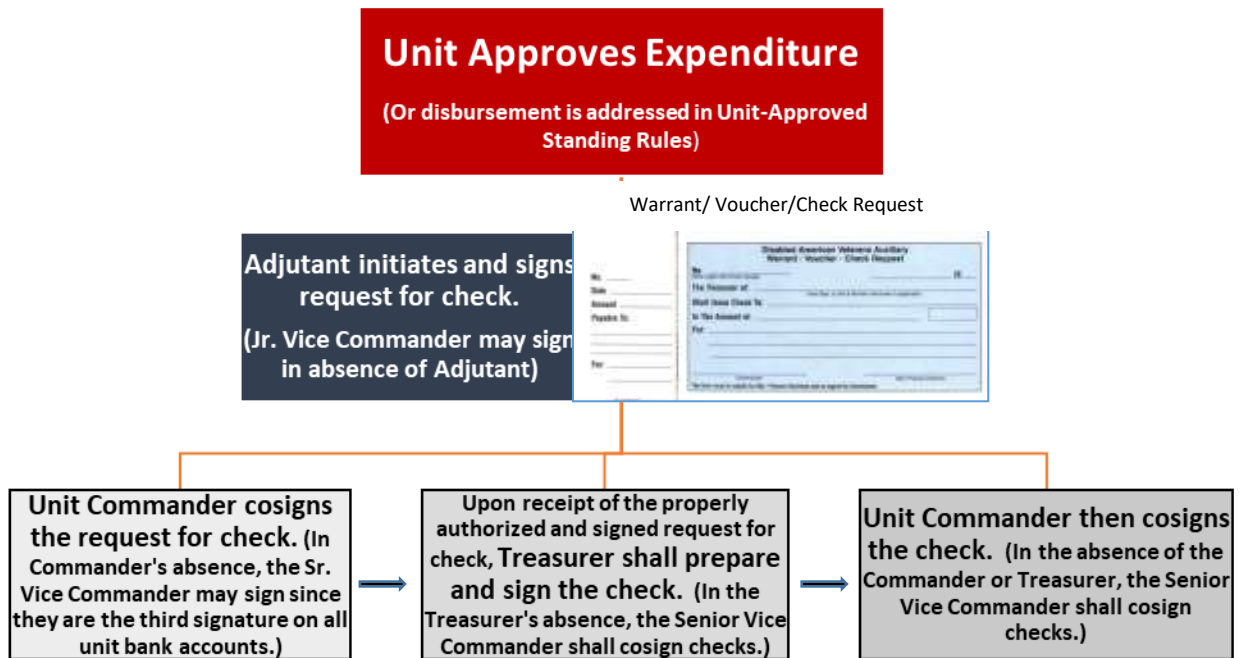 Unit Approves Expenditure
(Or disbursement is addressed in Unit-Approved
Standing Rules)
Warrant/ Voucher/Check Request
Adjutant initiates and signs
request for check.
(Jr. Vice Commander may sign
in absence of Adjutant)
No.
Date
Amount
Payable To
For
Disabled American Veterans Auxiliary
Warrant - Voucher - Check Request
No
The Treasurer of
Shall Issue Check To
In The Amount of
For
Unit Commander cosigns
the request for check. (In
Commander's absence, the Sr.
Vice Commander may sign since
they are the third signature on all
unit bank accounts.)
Upon receipt of the properly
authorized and signed request for
check, Treasurer shall prepare
and sign the check. (In the
Treasurer's absence, the Senior Vice
Commander shall cosign checks.)
Unit Commander then cosigns
the check. (In the absence of the
Commander or Treasurer, the Senior
Vice Commander shall cosign
checks.)